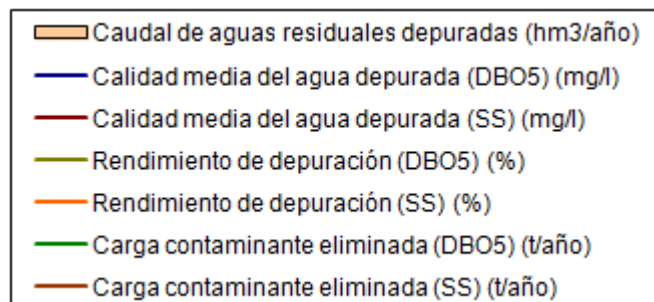 Caudal de aguas residuales depuradas (hm3/año)
Calidad media del agua depurada (DBO5) (mg/l)
Calidad media del agua depurada (SS) (mg/l)
Rendimiento de depuración (DBO5) (%)
Rendimiento de depuración (SS) (%)
Carga contaminante eliminada (DBO5) (t/año)
Carga contaminante eliminada (SS) (t/año)